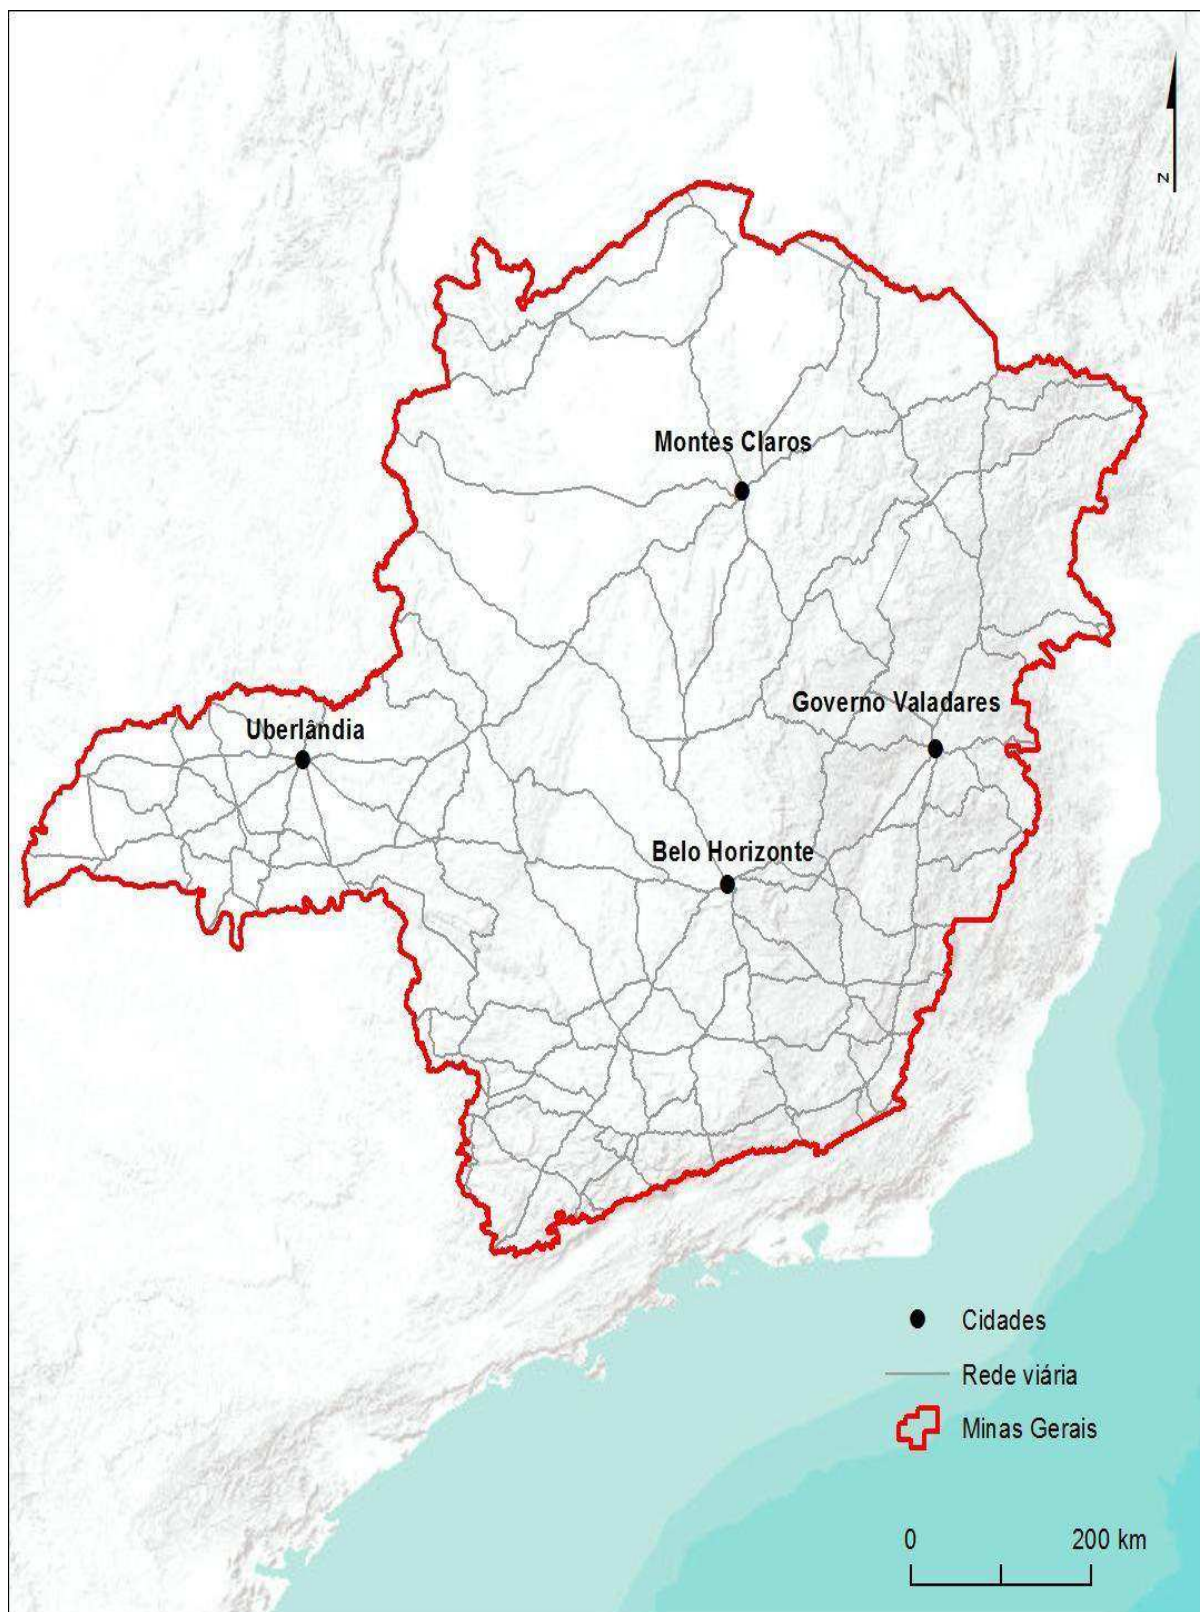 N
Montes Claros
Governo Valadares
Uberlândia
Belo Horizonte
Cidades
Rede viária
Minas Gerais
0 200 km